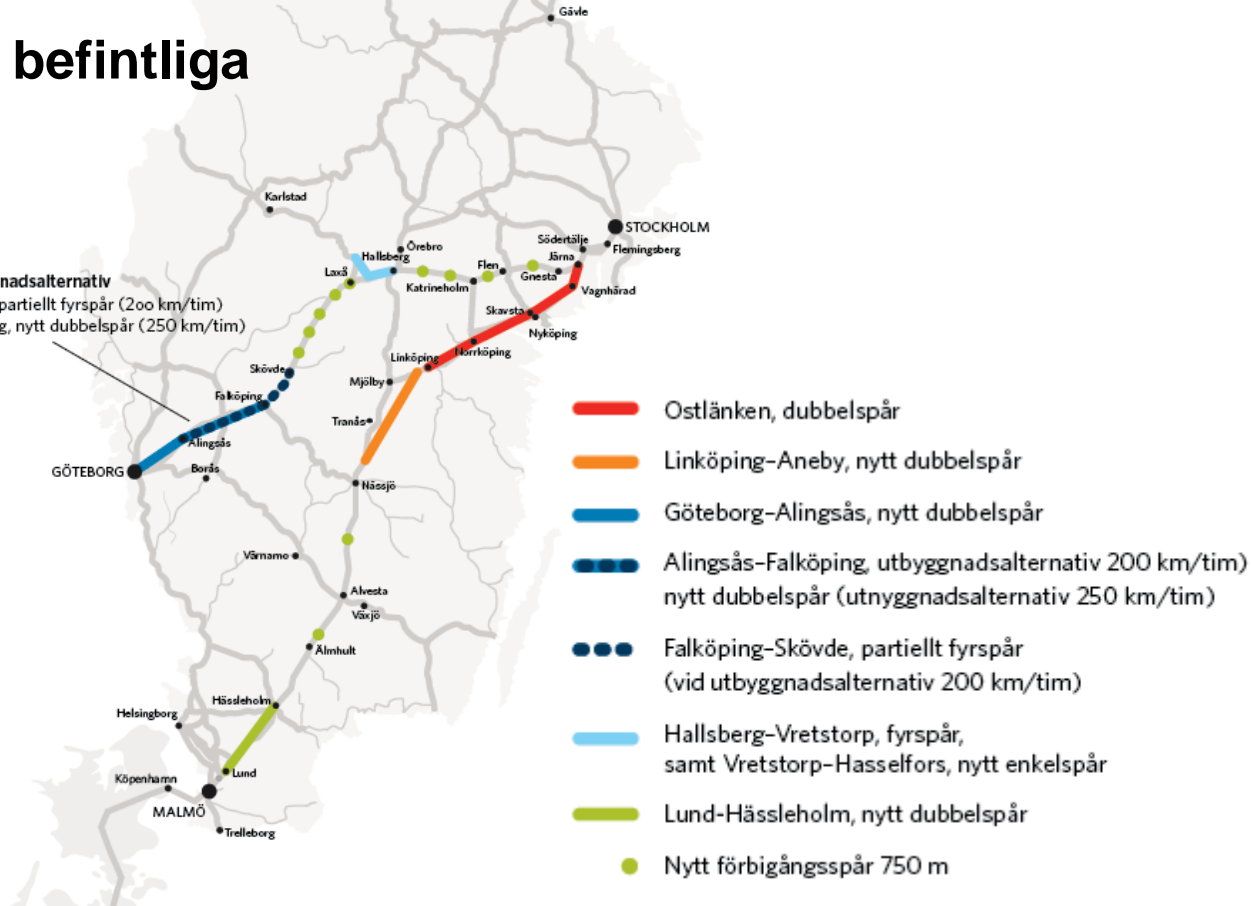 befintliga
Gävle
Karlstad
STOCKHOLM
Södertälje
Flemingsberg
Örebro
Hallsberg
Järna
Flen
Laxå
Gnesta
Katrineholm
Vagnhärad
nadsalternativ
partiellt fyrspår (200 km/tim)
g, nytt dubbelspår (250 km/tim)
Skavsta
Nyköping
Norrköping
Linköping
Skövde
Mjölby
Falköping
Tranås
Alingsås
GÖTEBORG
Borås
Nässjö
Värnamo
Alvesta
Växjö
Älmhult
Hässleholm
Helsingborg
Lund
Köpenhamn
MALMÖ
Trelleborg
Ostlänken, dubbelspår
Linköping–Aneby, nytt dubbelspår
Göteborg–Alingsås, nytt dubbelspår
Alingsås–Falköping, utbyggnadsalternativ 200 km/tim)
nytt dubbelspår (utnyggnadsalternativ 250 km/tim)
Falköping–Skövde, partiellt fyrspår
(vid utbyggnadsalternativ 200 km/tim)
Hallsberg–Vretstorp, fyrspår,
samt Vretstorp–Hasselfors, nytt enkelspår
Lund-Hässleholm, nytt dubbelspår
Nytt förbigångsspår 750 m